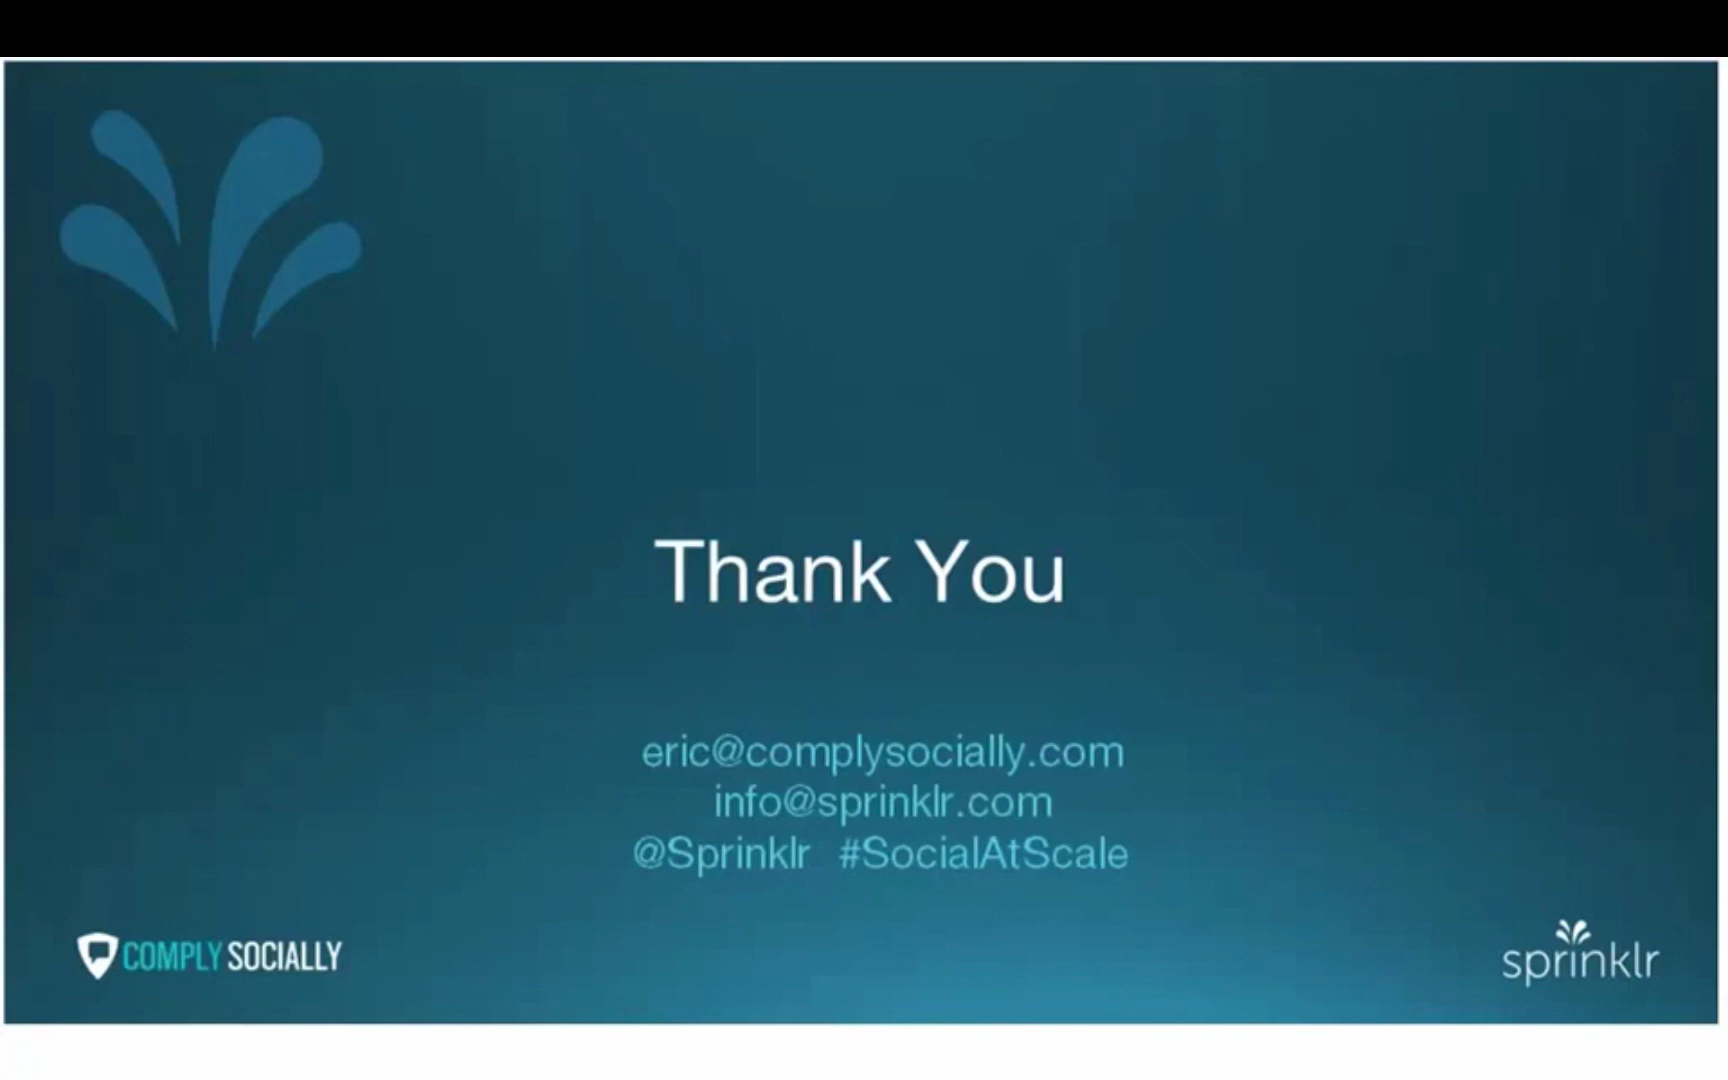 Thank You
eric@complysocially.com
info@sprinklr.com
@Sprinklr #SocialAtScale
COMPLY SOCIALLY
sprinklr